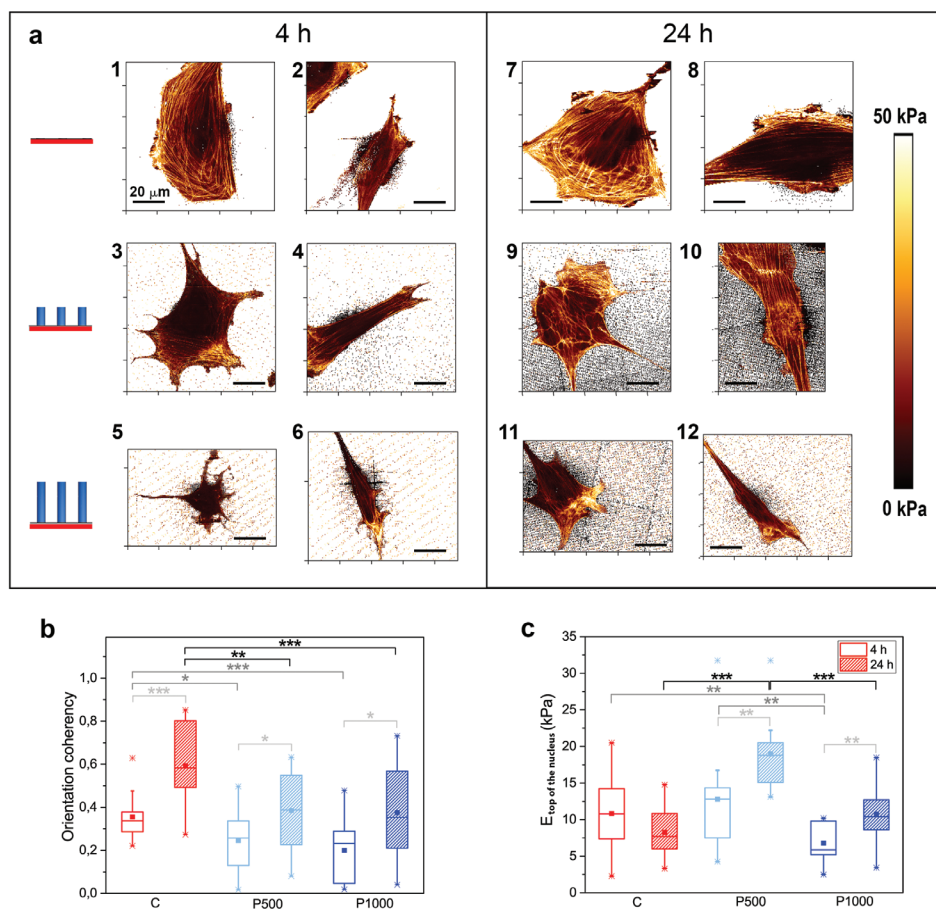 a
4 h
24 h
1
2
7
8
20 μm
50 kPa
3
4
9
10
5
6
11
12
0 kPa
b
Orientation coherency
1,0
0,8
0,6
0,4
0,2
0,0
***
**
***
*
***
*
*
C
P500
P1000
c
E top of the nucleus (kPa)
35
30
25
20
15
10
5
0
4 h
24 h
***
***
**
**
**
**
C
P500
P1000